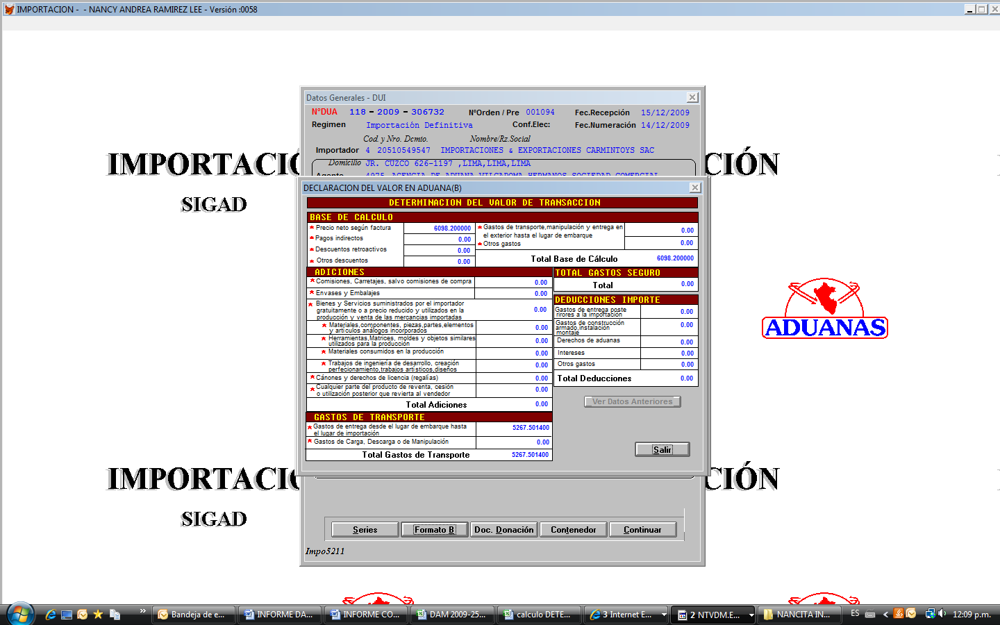 IMPORTACION -  - NANCY ANDREA RAMIREZ LEE - Versión :0058
Datos Generales - DUI
NºDUA 118 - 2009 - 306732 NºOrden / Pre 001094 Fec.Recepción 15/12/2009
Regimen Importación Definitiva Conf.Elec: Fec.Numeración 14/12/2009
Cod. y Nro. Dcmto. Nombre/Rz.Social
Importador 4 20510549547 IMPORTACIONES & EXPORTACIONES CARMINTOYS SAC
Domicilio JR. CUZCO 626-1197 ,LIMA,LIMA,LIMA
Agente 4975 AGENCIA DE ADUANA VILCAPOMA HERMANOS SOCIEDAD COMERCIAL
IMPORTACIÓ
CIÓN
SIGAD
DECLARACION DEL VALOR EN ADUANA(B)
DETERMINACION DEL VALOR DE TRANSACCION
BASE DE CALCULO
* Precio neto según factura 6098.200000
* Pagos indirectos 0.00
* Descuentos retroactivos 0.00
* Otros descuentos 0.00
* Gastos de transporte,manipulación y entrega en
el exterior hasta el lugar de embarque 0.00
* Otros gastos 0.00
Total Base de Cálculo 6098.200000
ADICIONES
* Comisiones, Carretajes, salvo comisiones de compra 0.00
* Envases y Embalajes 0.00
* Bienes y Servicios suministrados por el importador
gratuitamente o a precio reducido y utilizados en la
producción y venta de las mercancias importadas 0.00
* Materiales,componentes, piezas,partes,elementos
y artículos análogos incorporados 0.00
* Herramientas,Matrices, moldes y objetos similares
utilizados para la producción 0.00
* Materiales consumidos en la producción 0.00
* Trabajos de ingeniería de desarrollo, creación
perfecionamiento,trabajos artísticos,diseños 0.00
* Cánones y derechos de licencia (regalías) 0.00
* Cualquier parte del producto de reventa, cesión
o utilización posterior que revierta al vendedor 0.00
Total Adiciones 0.00
GASTOS DE TRANSPORTE
* Gastos de entrega desde el lugar de embarque hasta
el lugar de importación 5267.501400
* Gastos de Carga, Descarga o de Manipulación 0.00
Total Gastos de Transporte 5267.501400
TOTAL GASTOS SEGURO
Total 0.00
DEDUCCIONES IMPORTE
Gastos de entrega poste
rirores a la importación 0.00
Gastos de construcción
armado,instalación
montaje 0.00
Derechos de aduanas 0.00
Intereses 0.00
Otros gastos 0.00
Total Deducciones 0.00
Ver Datos Anteriores
Salir
ADUANAS
IMPORTACIÓ
CIÓN
SIGAD
Series Formato B Doc. Donación Contenedor Continuar
Impo5211
» Bandeja de e... INFORME DA... INFORME CO... DAM 2009-25... calculo DETE... 3 Internet E... 2 NTVDM.E... NANCITA IN... ES 12:09 p.m.